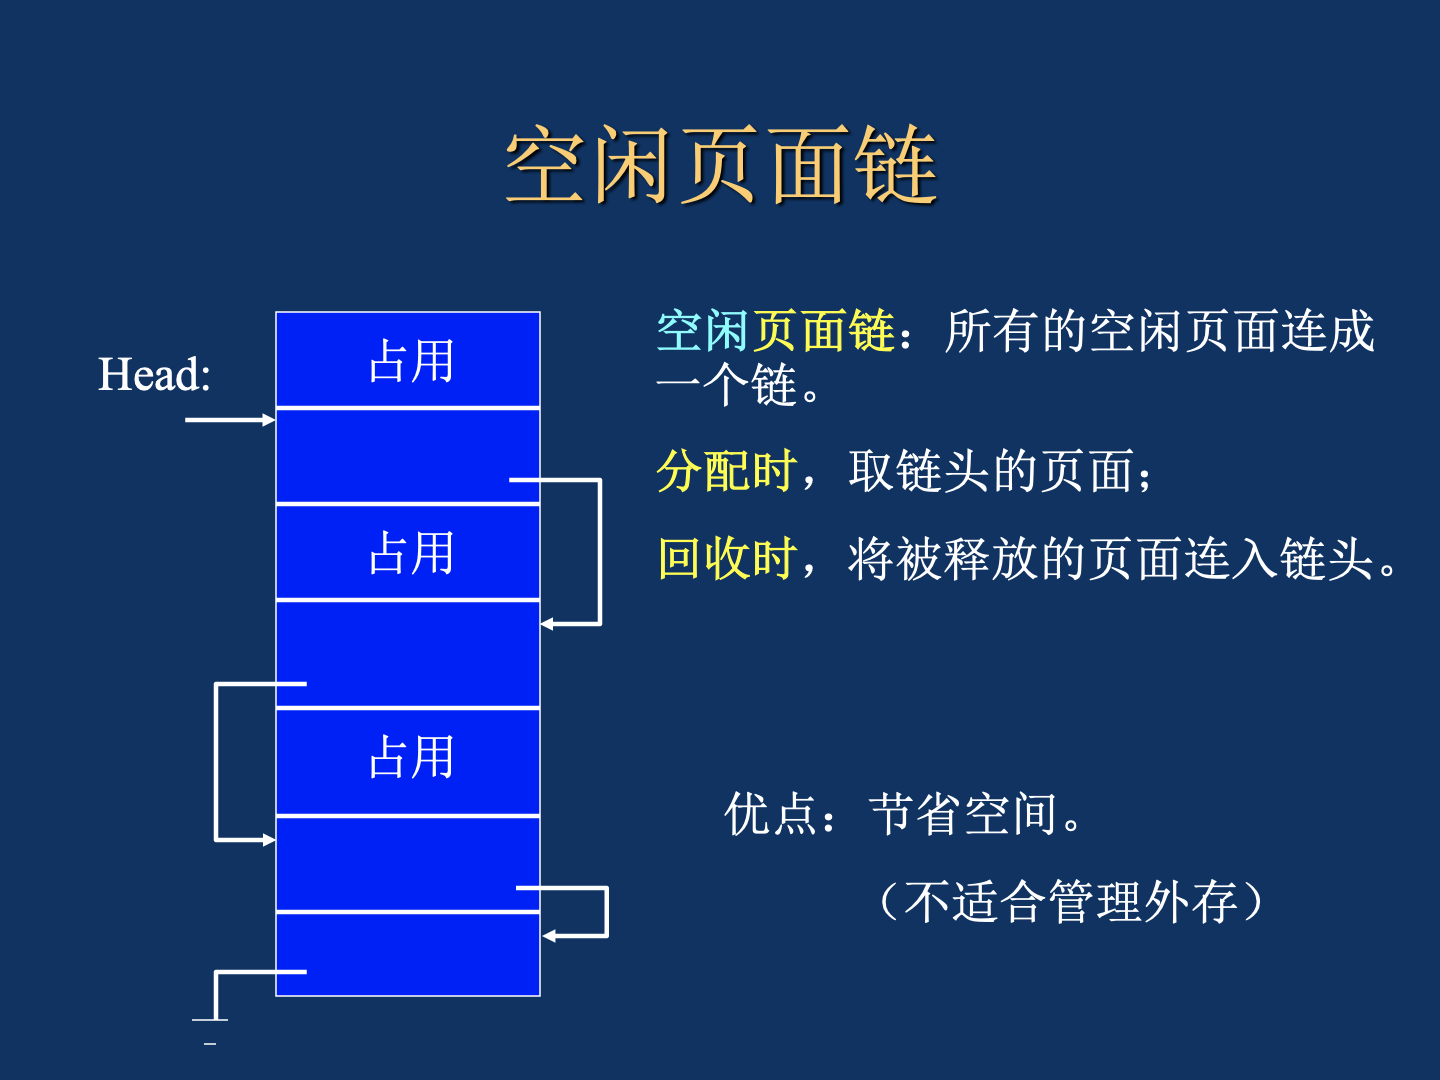 空闲页面链
Head:
占用
占用
占用
空闲页面链：所有的空闲页面连成
一个链。
分配时，取链头的页面；
回收时，将被释放的页面连入链头。
优点：节省空间。
（不适合管理外存）